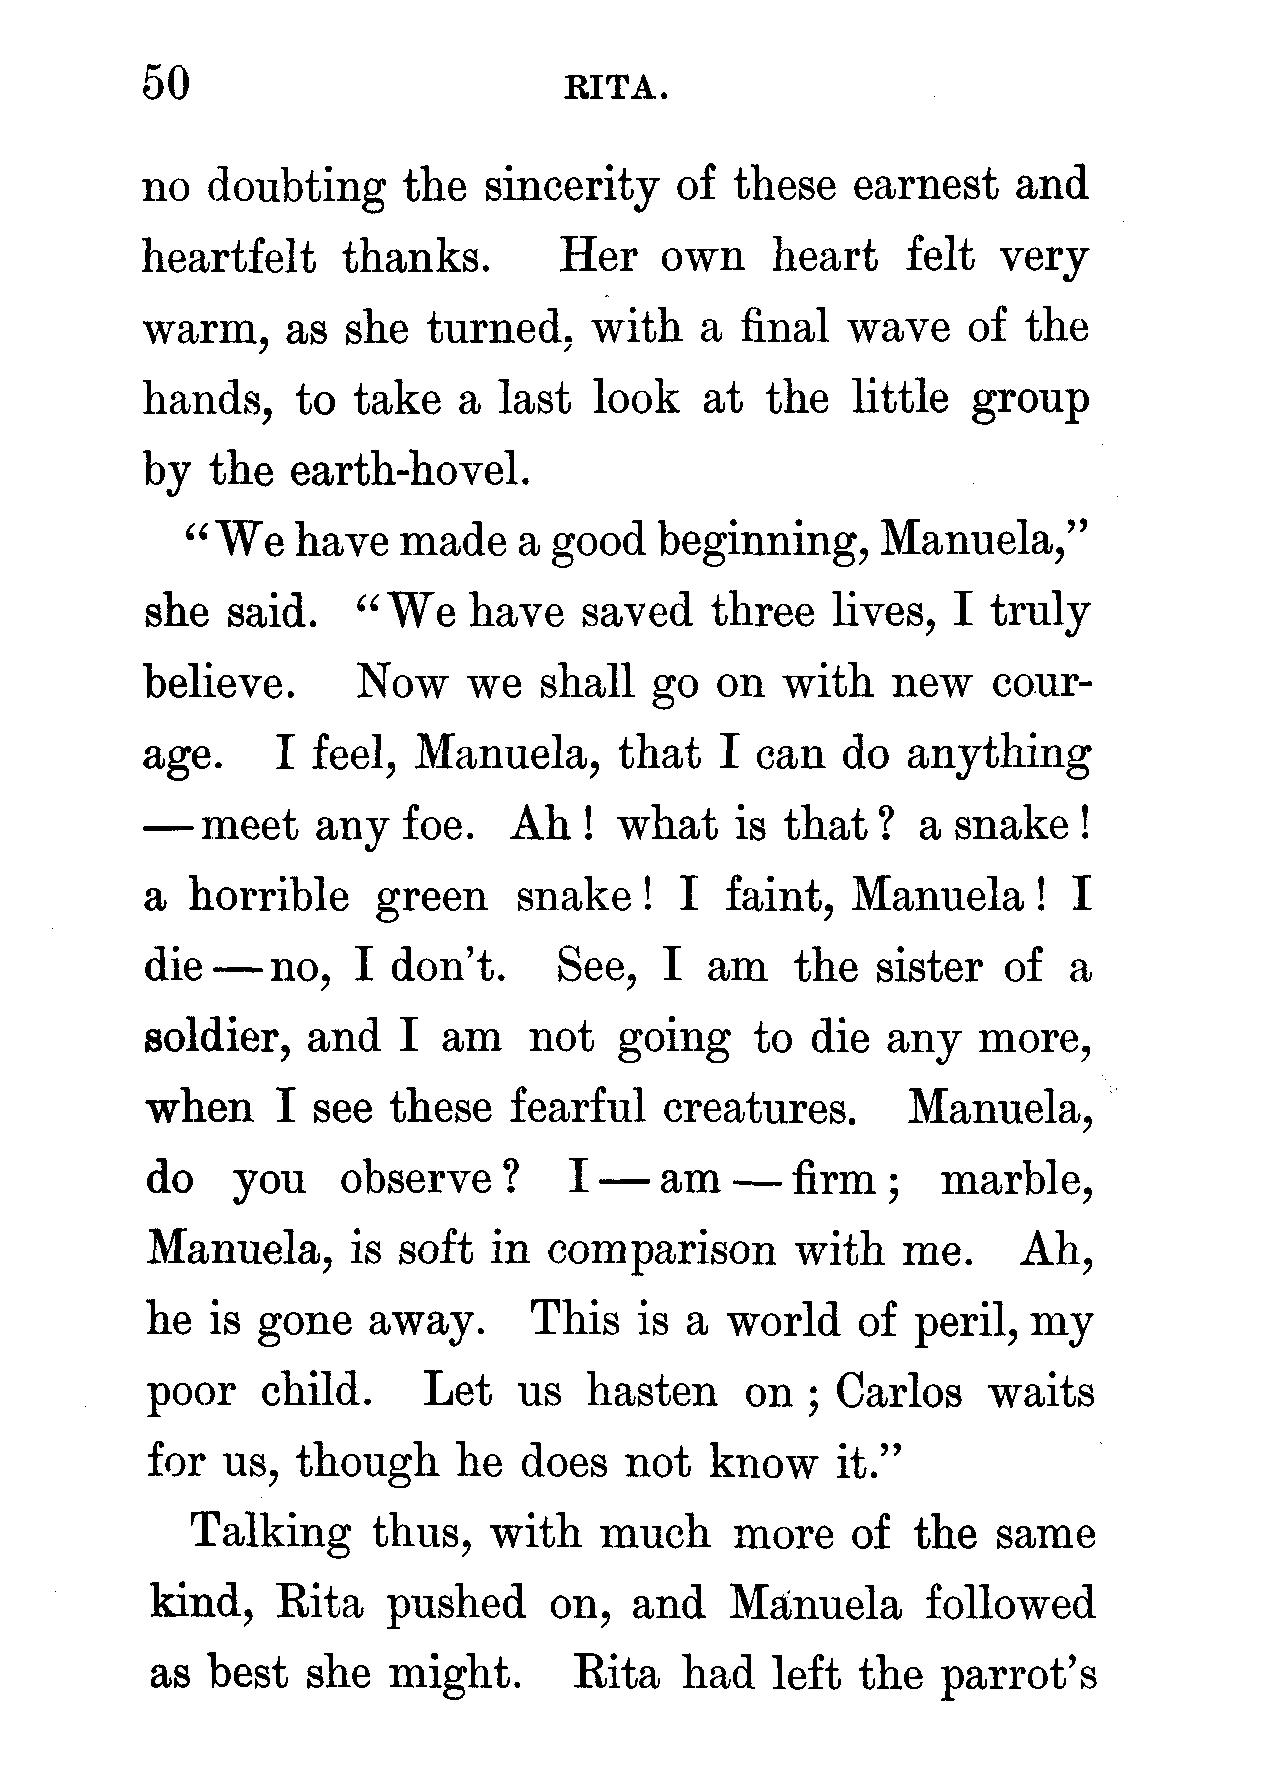 50 RITA.
no doubting the sincerity of these earnest and
heartfelt thanks. Her own heart felt very
warm, as she turned, with a final wave of the
hands, to take a last look at the little group
by the earth-hovel.
"We have made a good beginning, Manuela,"
she said. "We have saved three lives, I truly
believe. Now we shall go on with new cour-
age. I feel, Manuela, that I can do anything
— meet any foe. Ah! what is that? a snake!
a horrible green snake! I faint, Manuela! I
die — no, I don't. See, I am the sister of a
soldier, and I am not going to die any more,
when I see these fearful creatures. Manuela,
do you observe? I — am — firm; marble,
Manuela, is soft in comparison with me. Ah,
he is gone away. This is a world of peril, my
poor child. Let us hasten on; Carlos waits
for us, though he does not know it."
Talking thus, with much more of the same
kind, Rita pushed on, and Manuela followed
as best she might. Rita had left the parrot's